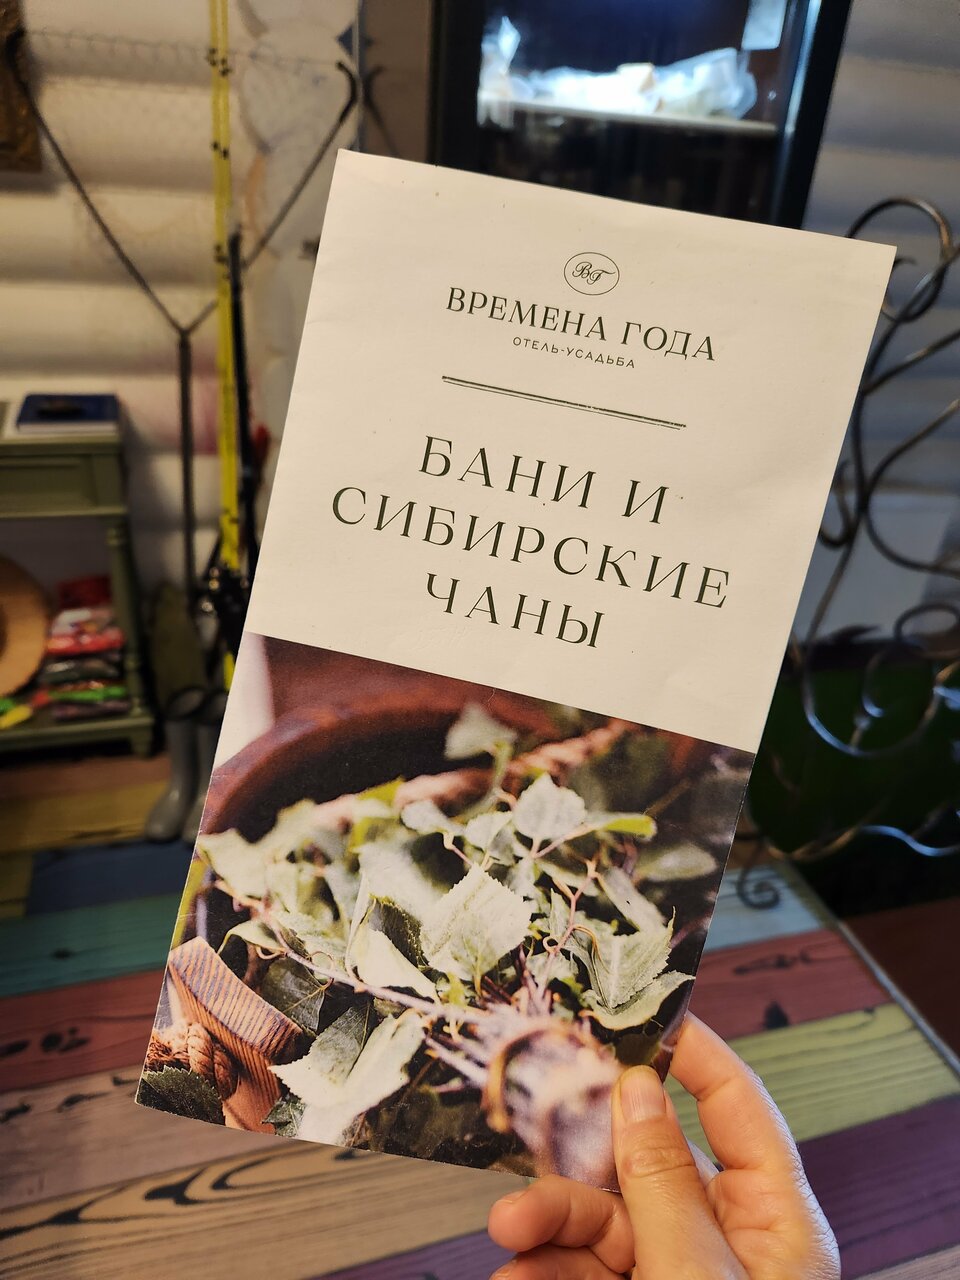 ВГ
ВРЕМЕНА ГОДА
ОТЕЛЬ-УСАДЬБА
БАНИ И
СИБИРСКИЕ
ЧАНЫ